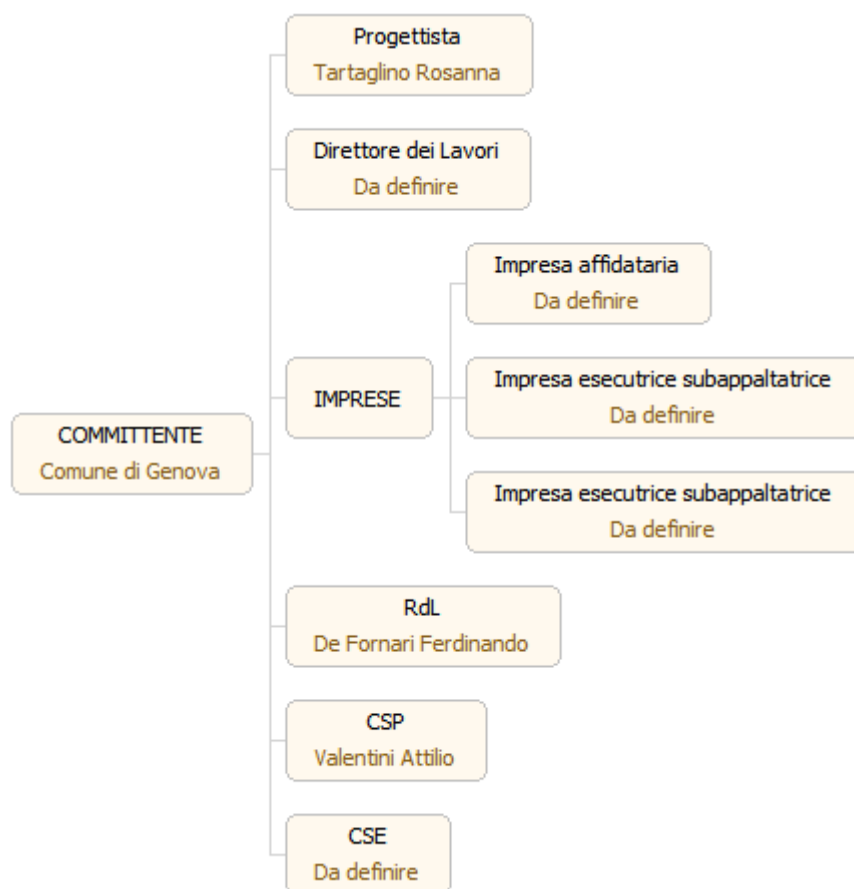 Progettista
Tartaglino Rosanna
Direttore dei Lavori
Da definire
Impresa affidataria
Da definire
IMPRESE
Impresa esecutrice subappaltatrice
Da definire
COMMITTENTE
Comune di Genova
Impresa esecutrice subappaltatrice
Da definire
RdL
De Fornari Ferdinando
CSP
Valentini Attilio
CSE
Da definire